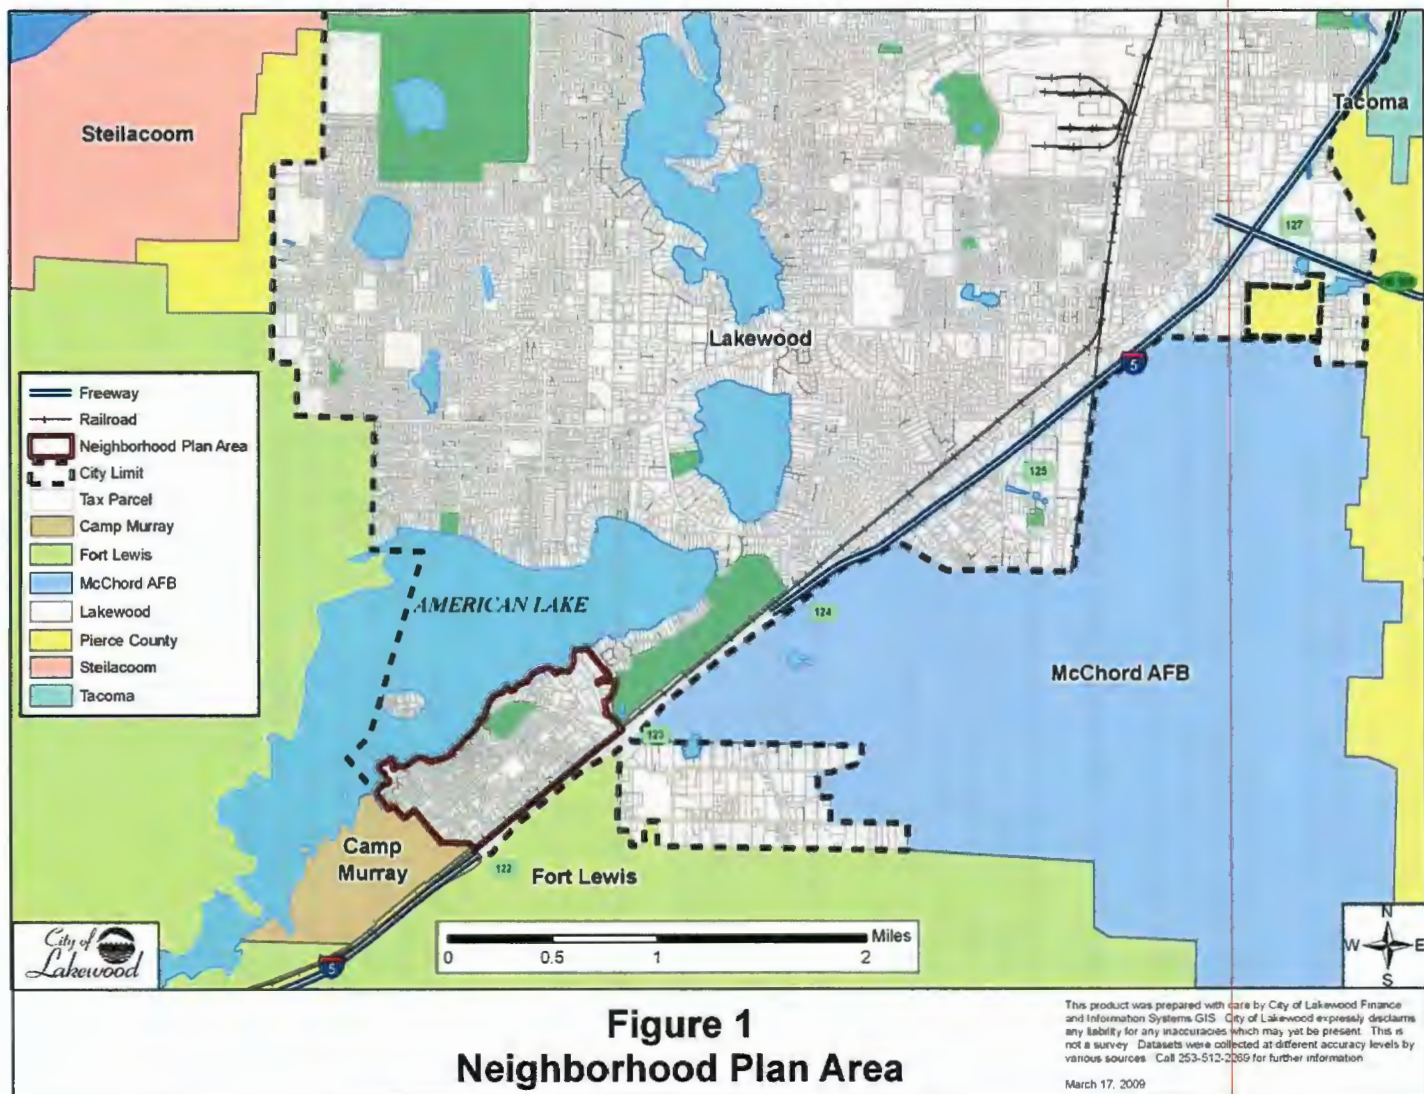 Tacoma
Steilacoom
127
Lakewood
5
Freeway
Railroad
Neighborhood Plan Area
City Limit
Tax Parcel
Camp Murray
Fort Lewis
McChord AFB
Lakewood
Pierce County
Steilacoom
Tacoma
125
AMERICAN LAKE
124
McChord AFB
123
Camp
Murray
122
Fort Lewis
City of
Lakewood
5
Miles
0 0.5 1 2
N
W E
S
Figure 1
Neighborhood Plan Area
This product was prepared with care by City of Lakewood Finance
and Information Systems GIS City of Lakewood expressly disclaims
any liability for any inaccuracies which may yet be present. This is
not a survey Datasets were collected at different accuracy levels by
various sources Call 253-512-2269 for further information
March 17, 2009